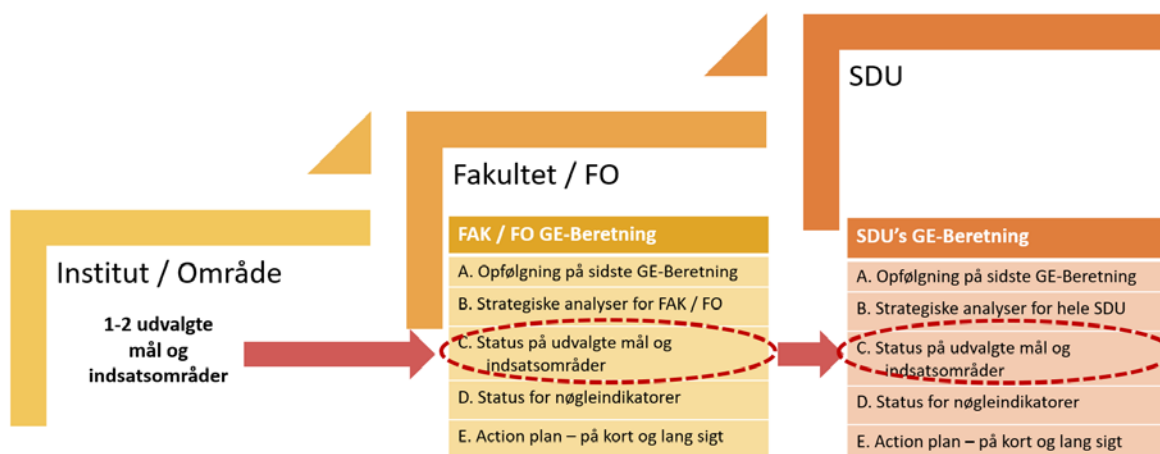 Institut / Område
1-2 udvalgte
mål og
indsatsområder
Fakultet / FO
FAK / FO GE-Beretning
A. Opfølgning på sidste GE-Beretning
B. Strategiske analyser for FAK / FO
C. Status på udvalgte mål og
indsatsområder
D. Status for nøgleindikatorer
E. Action plan – på kort og lang sigt
SDU
SDU's GE-Beretning
A. Opfølgning på sidste GE-Beretning
B. Strategiske analyser for hele SDU
C. Status på udvalgte mål og
indsatsområder
D. Status for nøgleindikatorer
E. Action plan – på kort og lang sigt